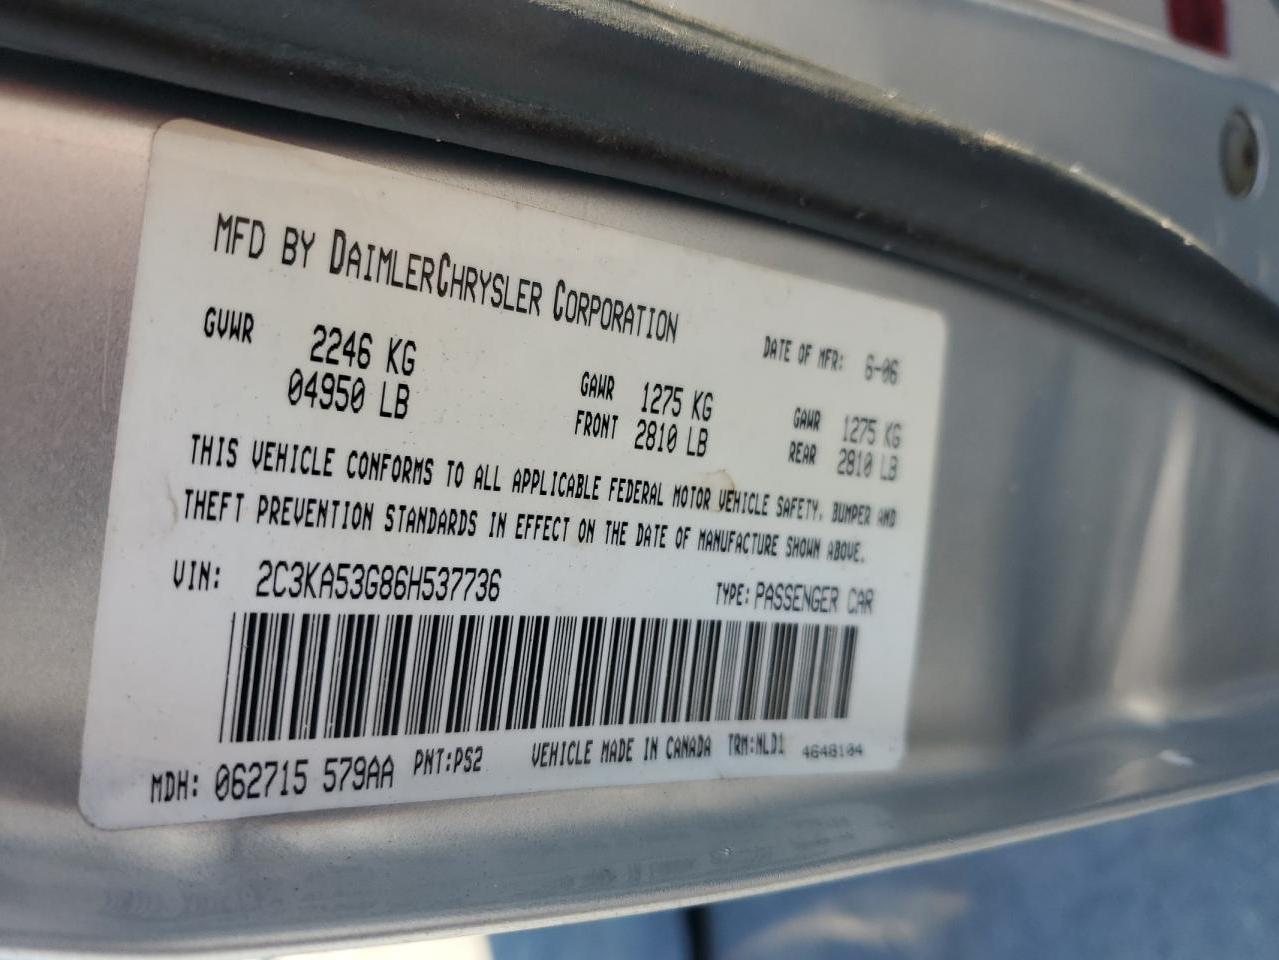 MFD BY DAIMLERCHRYSLER CORPORATION
DATE OF MFR: 6-06
GVWR 2246 KG
04950 LB
GAWR FRONT 1275 KG
2810 LB
GAWR REAR 1275 KG
2810 LB
THIS VEHICLE CONFORMS TO ALL APPLICABLE FEDERAL MOTOR VEHICLE SAFETY, BUMPER AND
THEFT PREVENTION STANDARDS IN EFFECT ON THE DATE OF MANUFACTURE SHOWN ABOVE.
VIN: 2C3KA53G86H537736 TYPE: PASSENGER CAR
MDH: 062715 579AA PNT:PS2 VEHICLE MADE IN CANADA TRM:NLD1 4648104